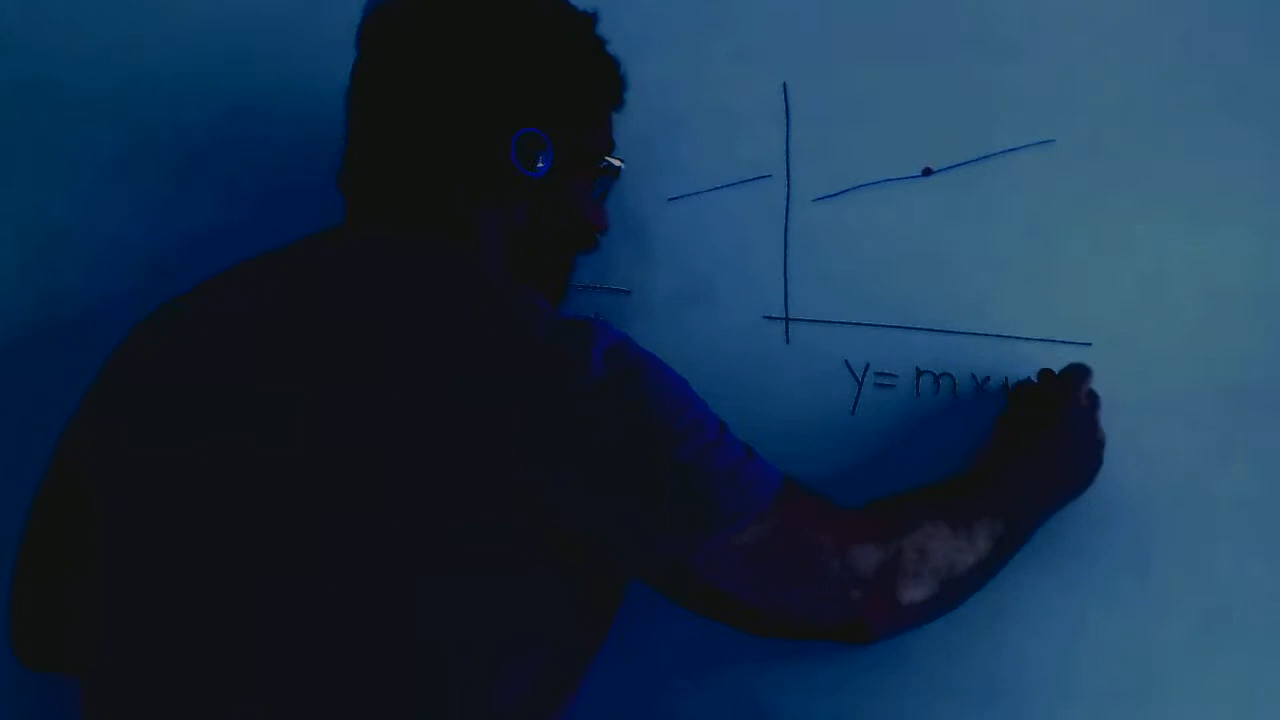 y = mx +